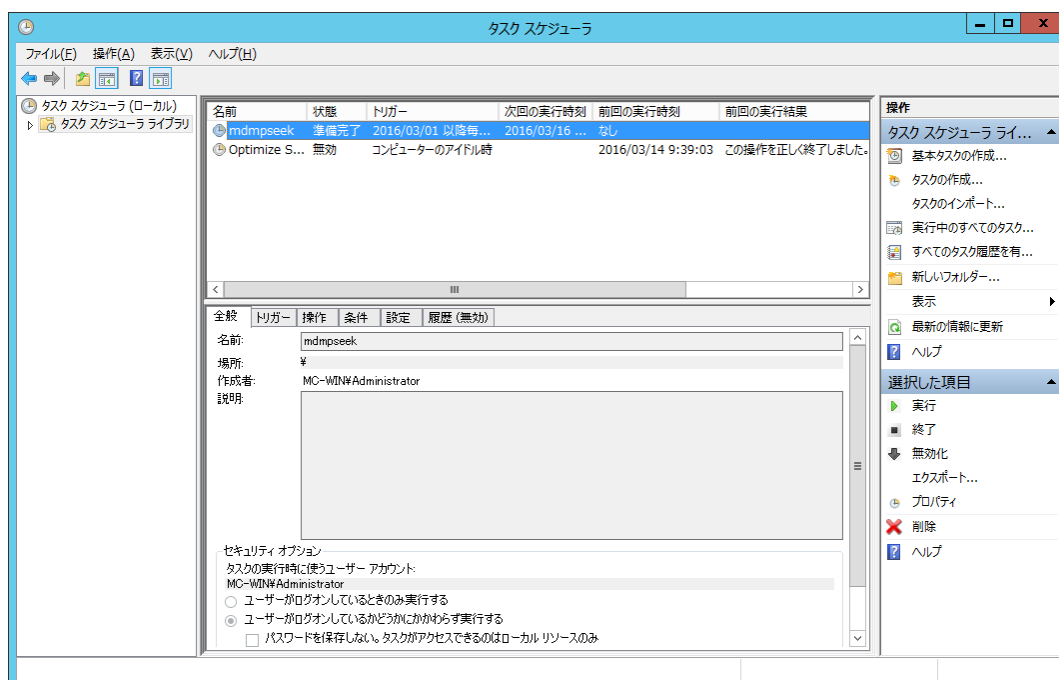 タスク スケジューラ
ファイル(F) 操作(A) 表示(V) ヘルプ(H)
タスク スケジューラ (ローカル)
タスク スケジューラ ライブラリ
名前 状態 トリガー 次回の実行時刻 前回の実行時刻 前回の実行結果
mdmpseek 準備完了 2016/03/01 以降毎... 2016/03/16 ... なし
Optimize S... 無効 コンピューターのアイドル時 2016/03/14 9:39:03 この操作を正しく終了しました。
全般 トリガー 操作 条件 設定 履歴 (無効)
名前: mdmpseek
場所: ¥
作成者: MC-WIN¥Administrator
説明:
セキュリティ オプション
タスクの実行時に使うユーザー アカウント:
MC-WIN¥Administrator
ユーザーがログオンしているときのみ実行する
ユーザーがログオンしているかどうかにかかわらず実行する
パスワードを保存しない。タスクがアクセスできるのはローカル リソースのみ
操作
タスク スケジューラ ライ...
基本タスクの作成...
タスクの作成...
タスクのインポート...
実行中のすべてのタスク...
すべてのタスク履歴を有...
新しいフォルダー...
表示
最新の情報に更新
ヘルプ
選択した項目
実行
終了
無効化
エクスポート...
プロパティ
削除
ヘルプ